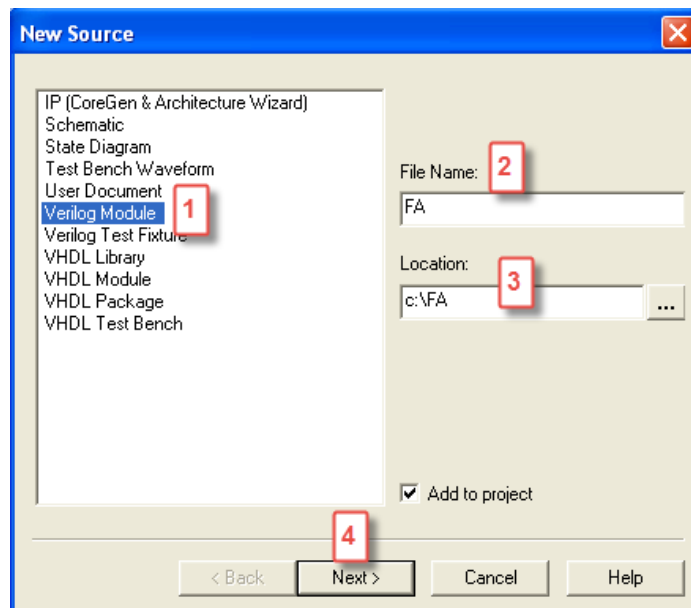 New Source
IP (CoreGen & Architecture Wizard)
Schematic
State Diagram
Test Bench Waveform
User Document
Verilog Module
1
Verilog Test Fixture
VHDL Library
VHDL Module
VHDL Package
VHDL Test Bench
File Name:
2
FA
Location:
3
c:\FA
...
Add to project
4
< Back
Next >
Cancel
Help